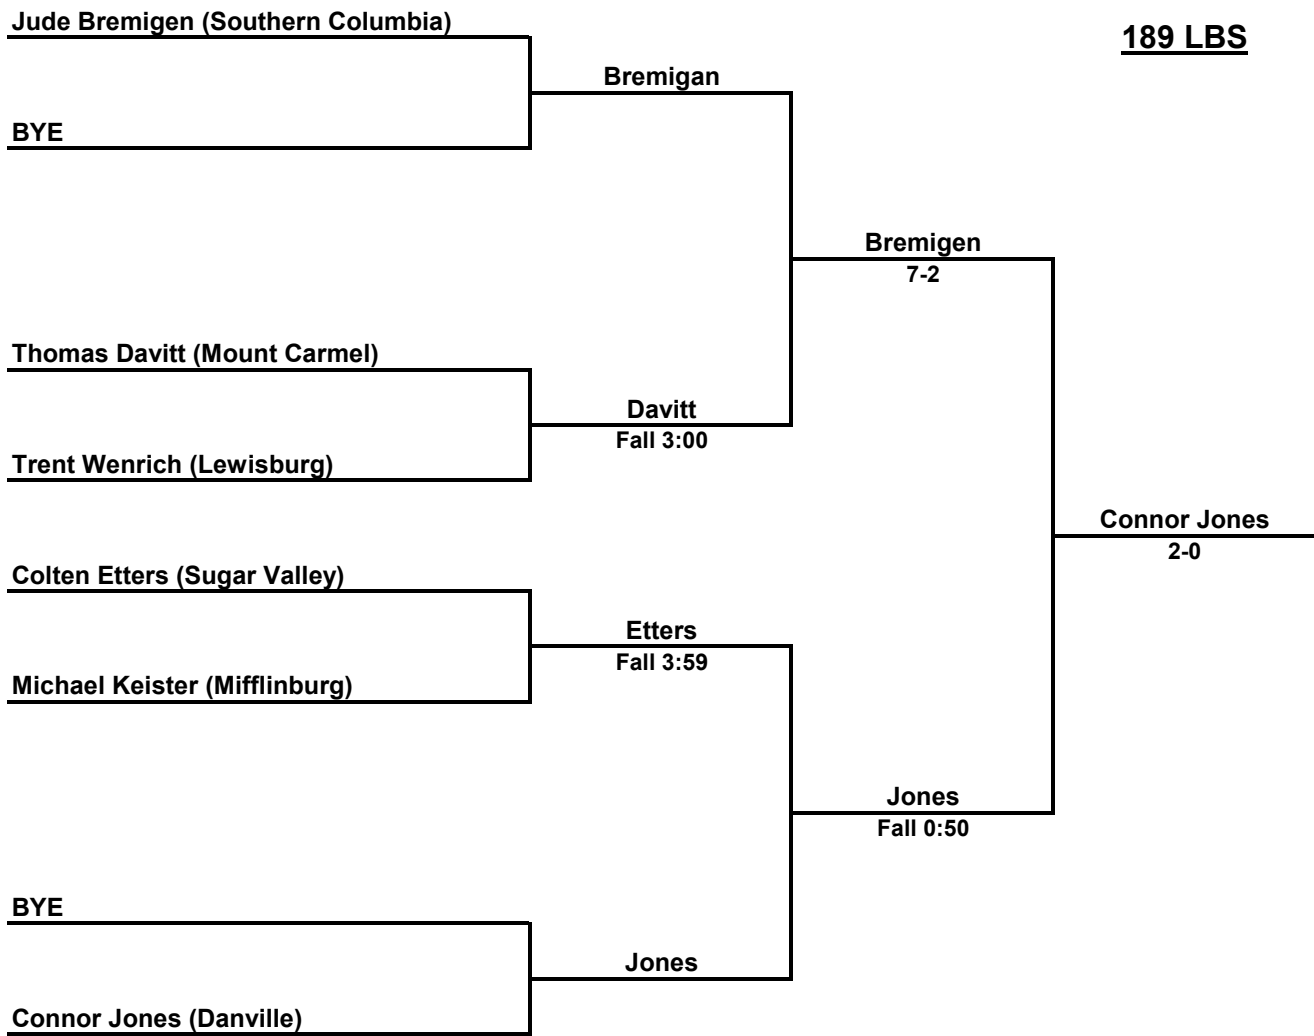 Jude Bremigen (Southern Columbia)
189 LBS
Bremigan
BYE
Bremigen
7-2
Thomas Davitt (Mount Carmel)
Davitt
Fall 3:00
Trent Wenrich (Lewisburg)
Connor Jones
2-0
Colten Etters (Sugar Valley)
Etters
Fall 3:59
Michael Keister (Mifflinburg)
Jones
Fall 0:50
BYE
Jones
Connor Jones (Danville)